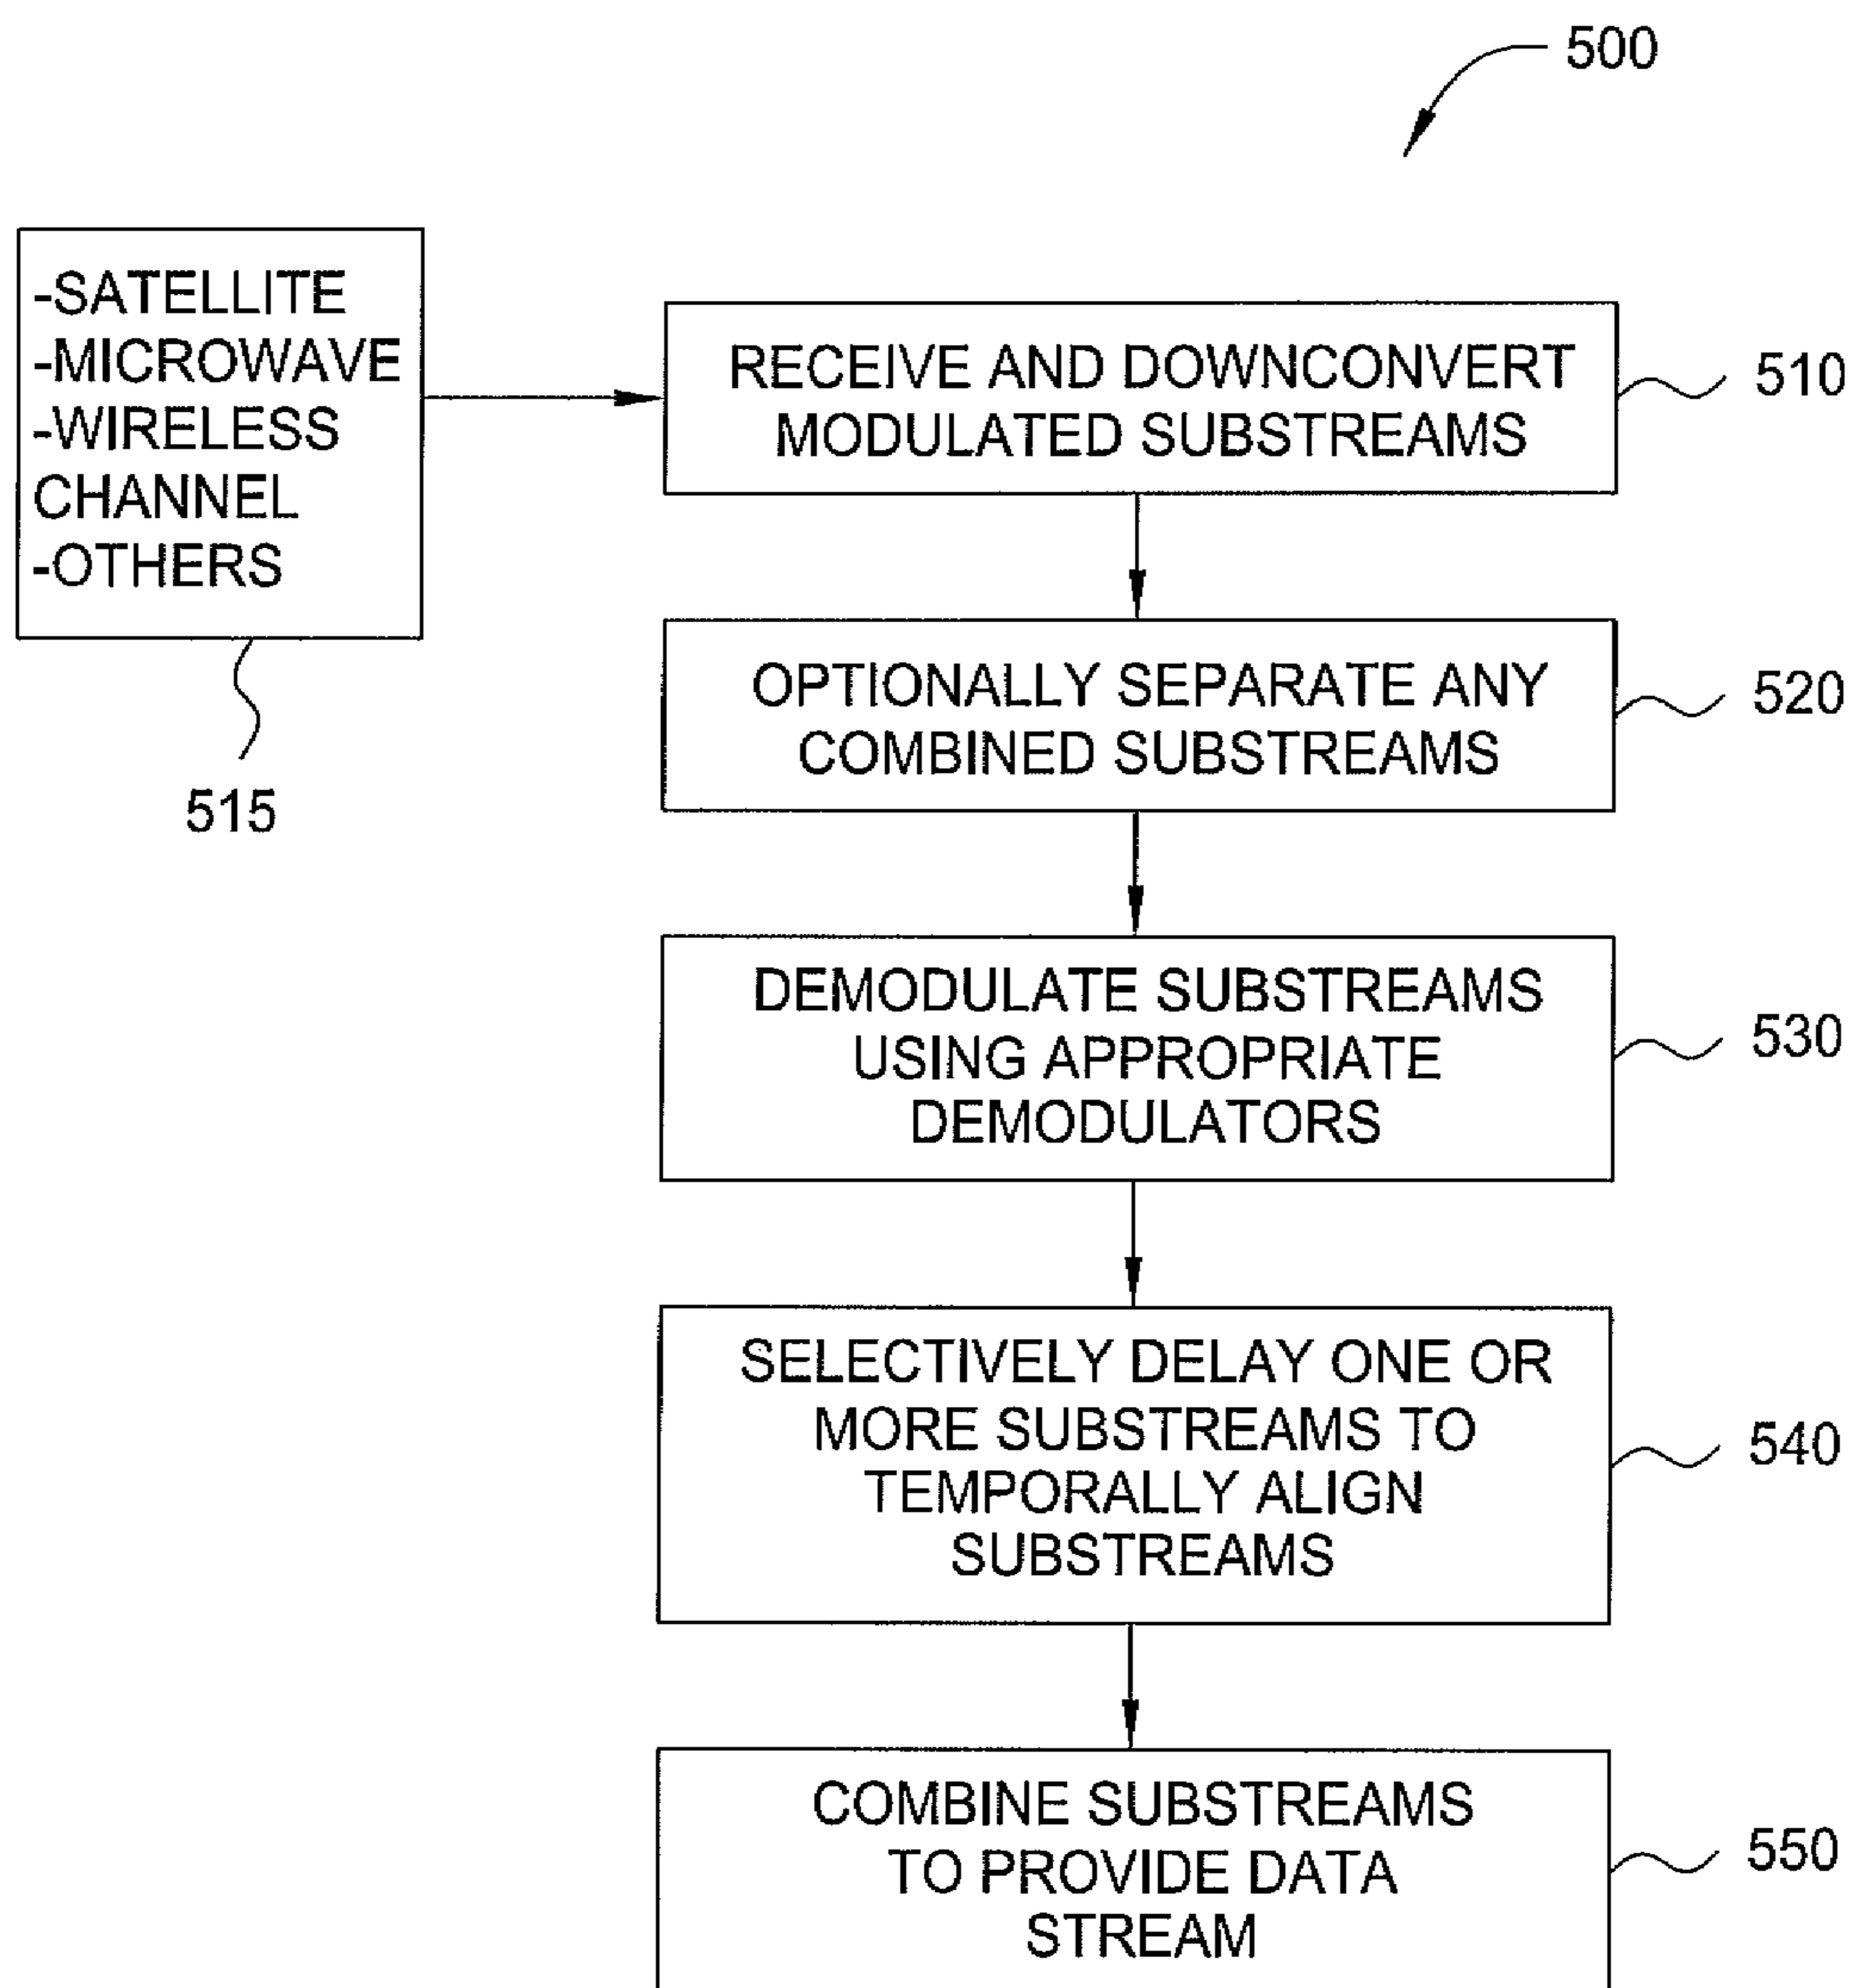 500
-SATELLITE
-MICROWAVE
-WIRELESS
CHANNEL
-OTHERS
515
RECEIVE AND DOWNCONVERT
MODULATED SUBSTREAMS
510
OPTIONALLY SEPARATE ANY
COMBINED SUBSTREAMS
520
DEMODULATE SUBSTREAMS
USING APPROPRIATE
DEMODULATORS
530
SELECTIVELY DELAY ONE OR
MORE SUBSTREAMS TO
TEMPORALLY ALIGN
SUBSTREAMS
540
COMBINE SUBSTREAMS
TO PROVIDE DATA
STREAM
550